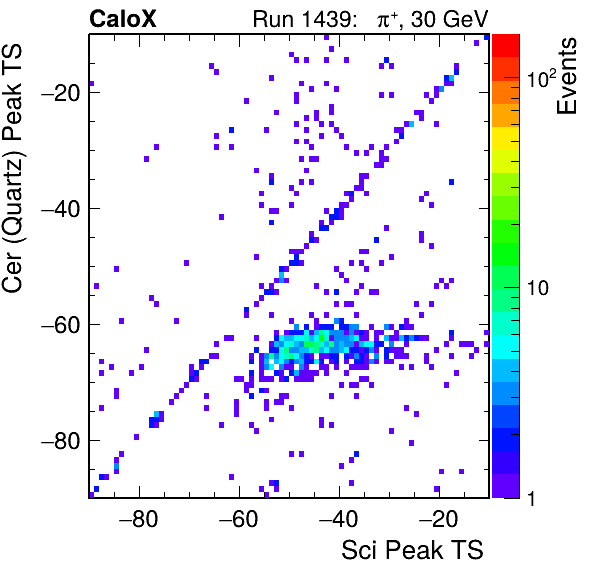 CaloX Run 1439: π⁺, 30 GeV
Cer (Quartz) Peak TS
−20
−40
−60
−80
−80 −60 −40 −20
Sci Peak TS
Events
10²
10
1